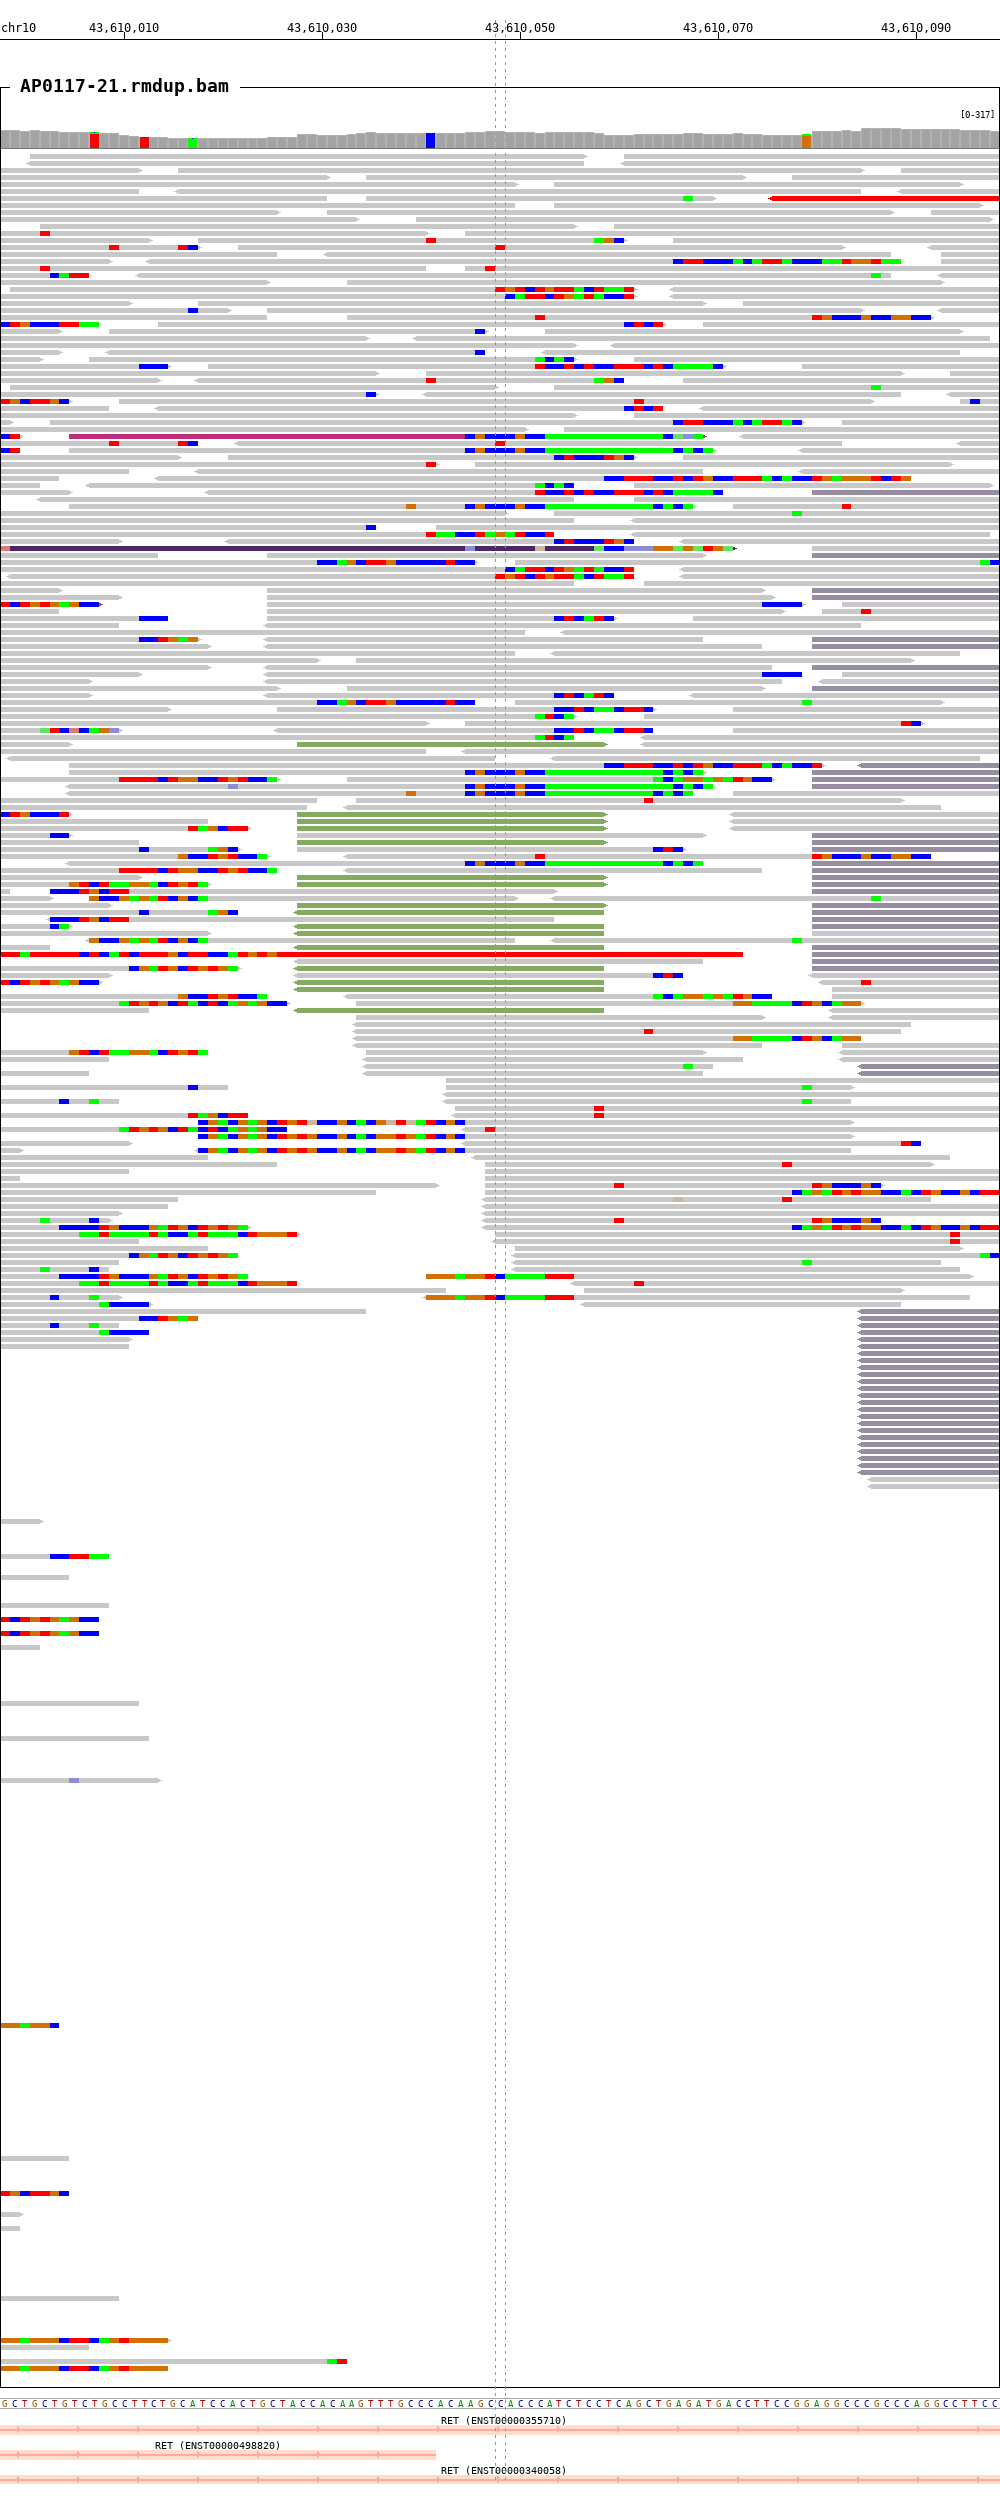 chr10 43,610,010 43,610,030 43,610,050 43,610,070 43,610,090
AP0117-21.rmdup.bam
[0-317]
GCTGCTGTCTGCCTTCTGCATCCACTGCTACCACAAGTTTGCCCACAAGCCACCCATCTCCTCAGCTGAGATGACCTTCCGGAGGCCCGCCCAGGCCTTCC
RET (ENST00000355710)
RET (ENST00000498820)
RET (ENST00000340058)